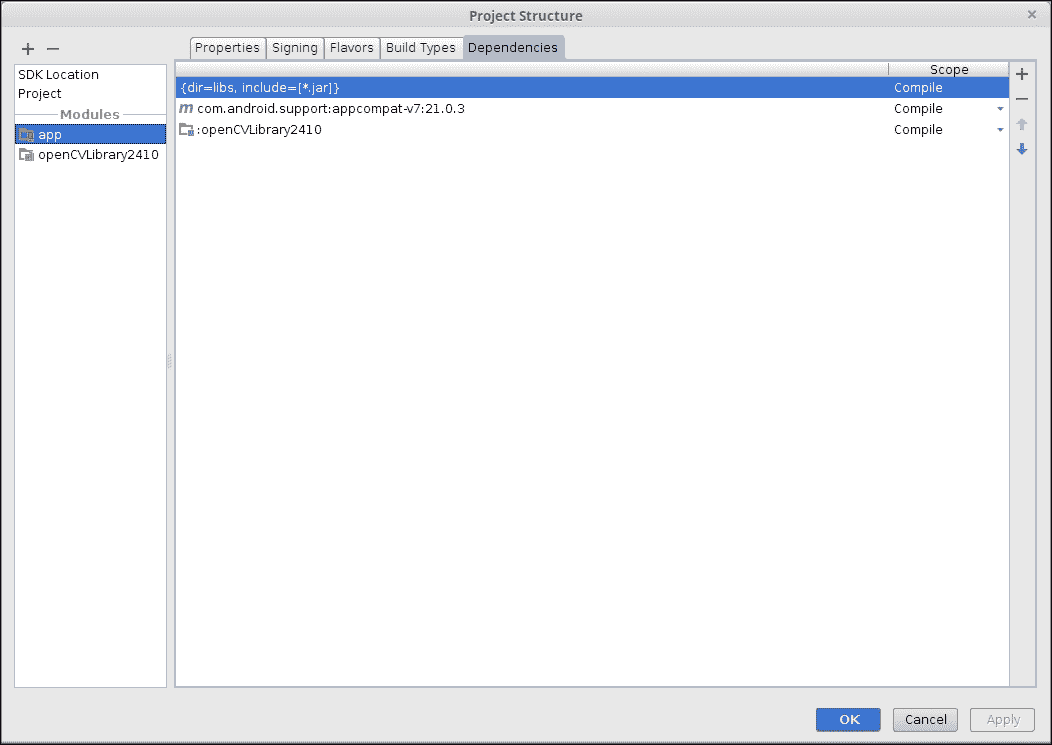 Project Structure
SDK Location
Project
Modules
app
openCVLibrary2410
Properties Signing Flavors Build Types Dependencies
Scope
{dir=libs, include=[*.jar]} Compile
m com.android.support:appcompat-v7:21.0.3 Compile
:openCVLibrary2410 Compile
OK Cancel Apply